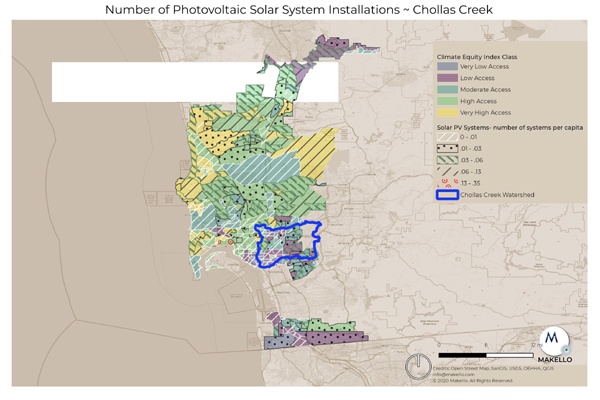 Number of Photovoltaic Solar System Installations ~ Chollas Creek
Climate Equity Index Class
Very Low Access
Low Access
Moderate Access
High Access
Very High Access
Solar PV Systems- number of systems per capita
0 - .01
.01 - .03
.03 - .06
.06 - .13
.13 - .35
Chollas Creek Watershed
0 6 12 mi
M
MAKELLO
Credits: Open Street Map, SanGIS, USGS, OEHHA, QGIS
info@makello.com
© 2020 Makello. All Rights Reserved.